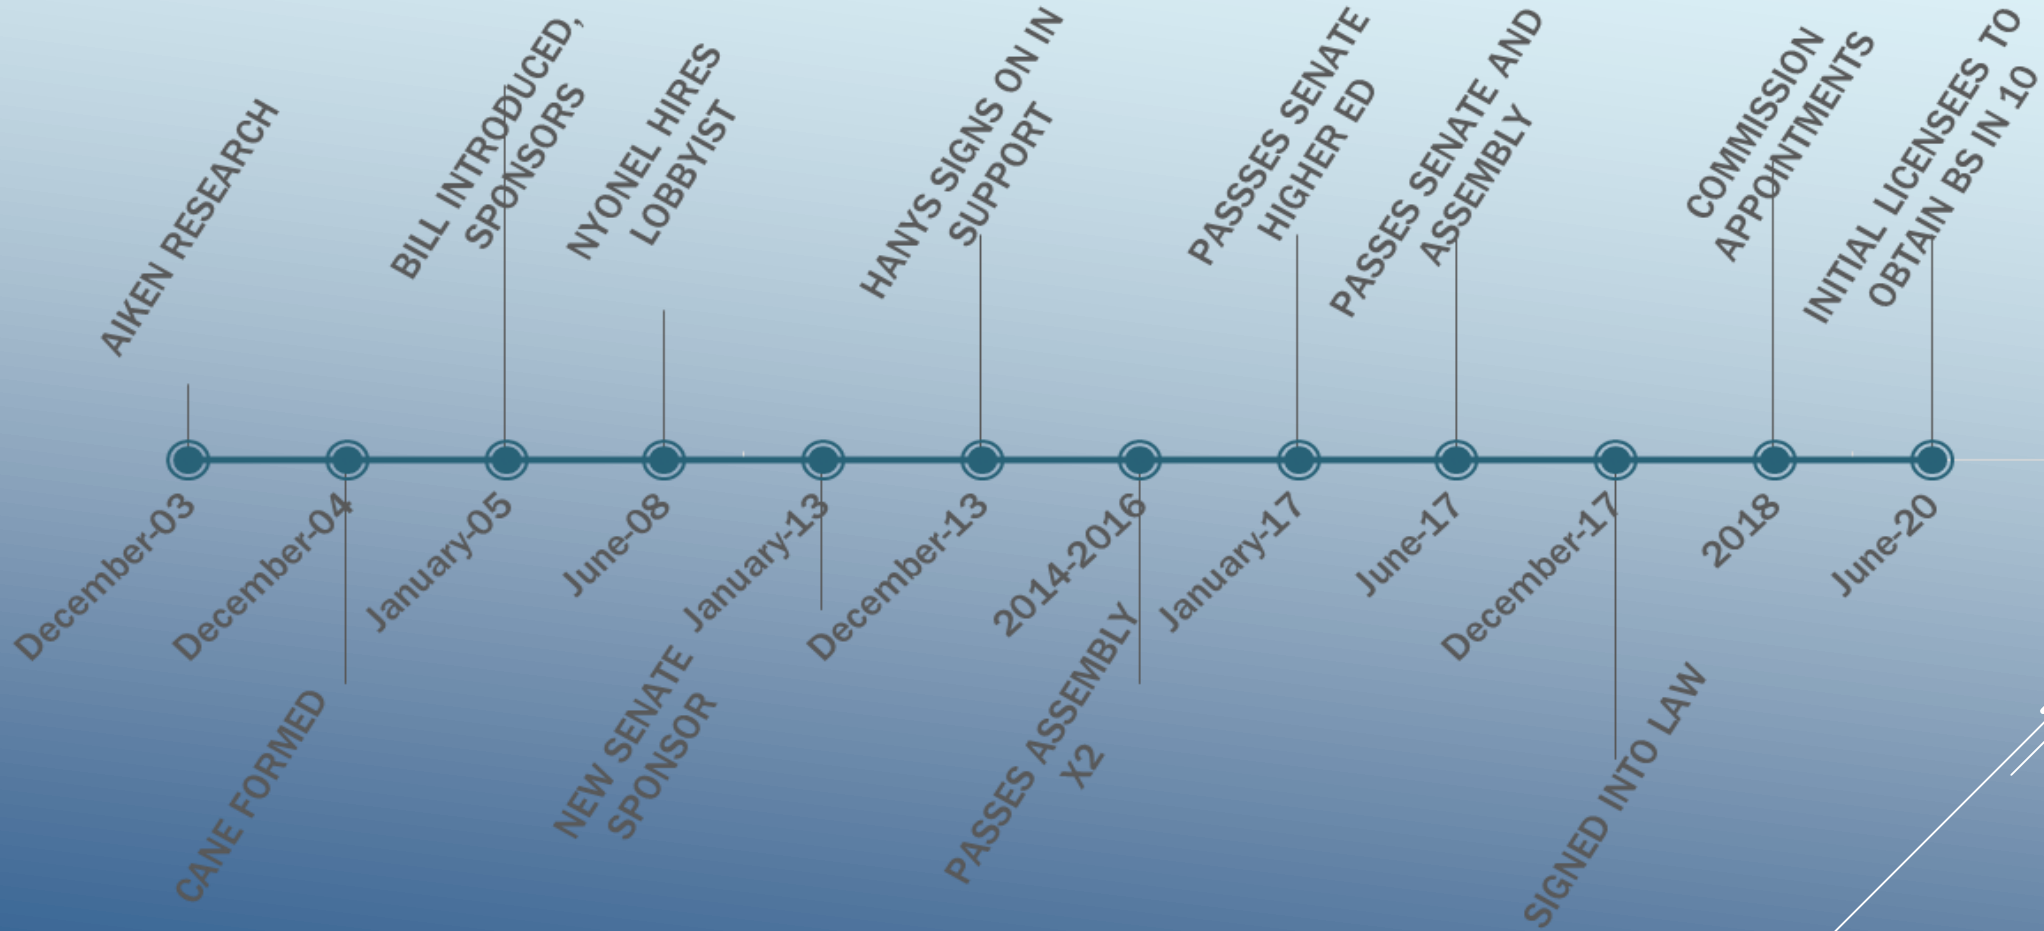 AIKEN RESEARCH
BILL INTRODUCED,
SPONSORS
NYONEL HIRES
LOBBYIST
HANYS SIGNS ON IN
SUPPORT
PASSSES SENATE
HIGHER ED
PASSES SENATE AND
ASSEMBLY
COMMISSION
APPOINTMENTS
INITIAL LICENSEES TO
OBTAIN BS IN 10
December-03
December-04
January-05
June-08
January-13
December-13
2014-2016
January-17
June-17
December-17
2018
June-20
CANE FORMED
NEW SENATE
SPONSOR
PASSES ASSEMBLY
X2
SIGNED INTO LAW